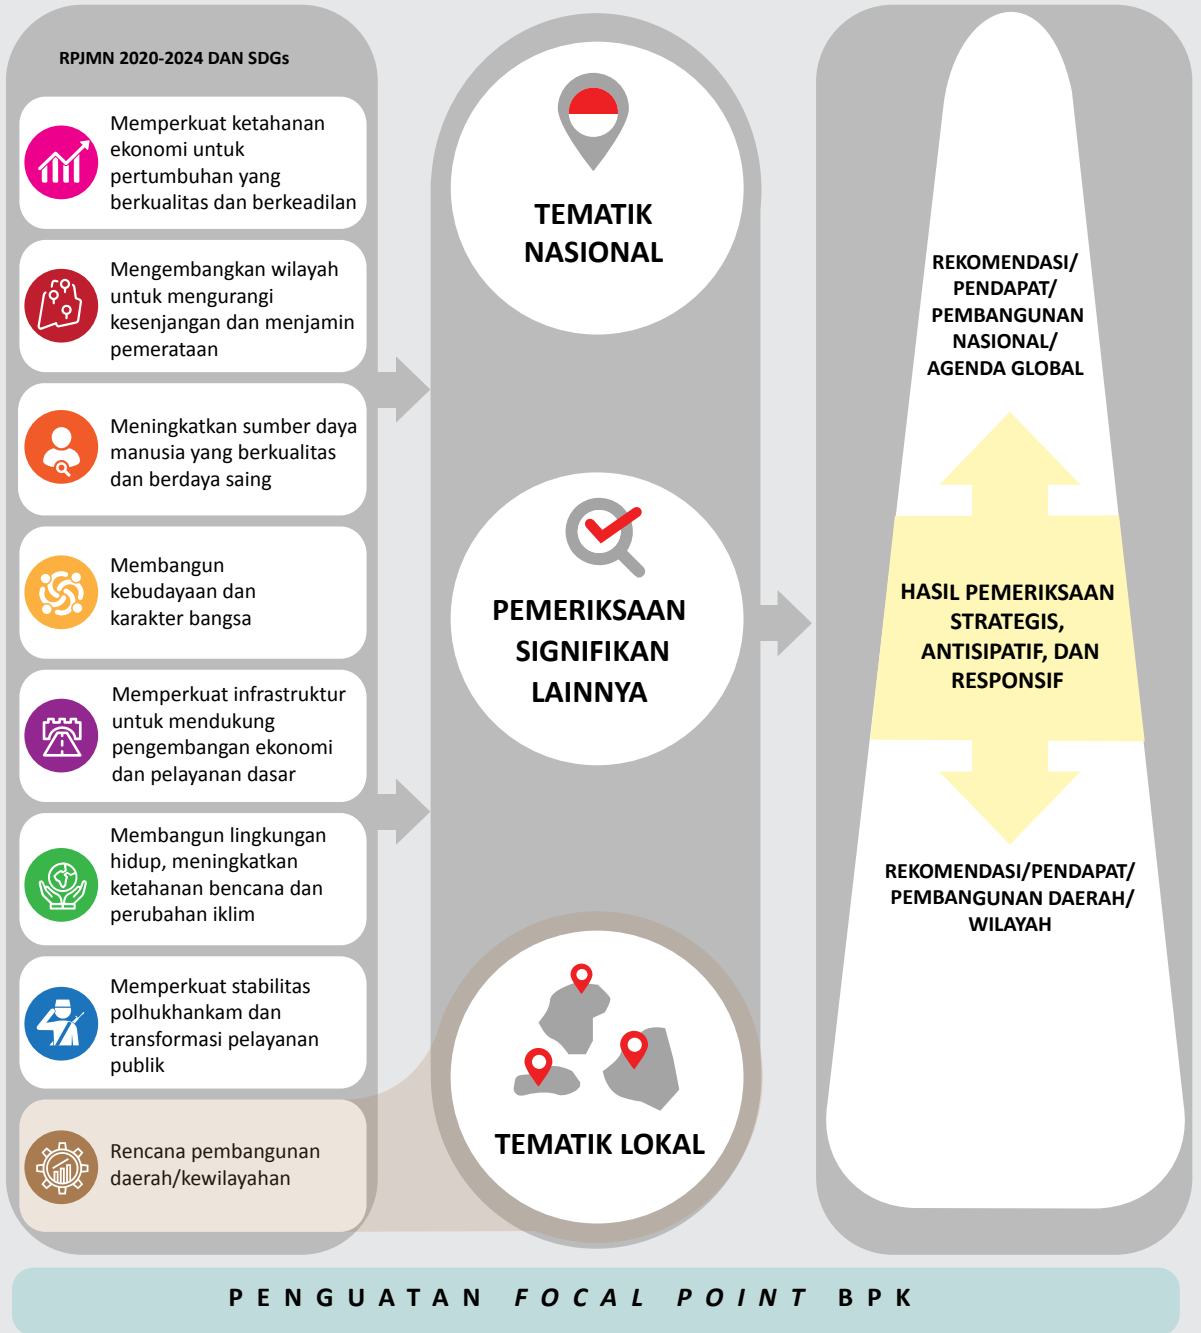 RPJMN 2020-2024 DAN SDGs
Memperkuat ketahanan
ekonomi untuk
pertumbuhan yang
berkualitas dan berkeadilan
Mengembangkan wilayah
untuk mengurangi
kesenjangan dan menjamin
pemerataan
Meningkatkan sumber daya
manusia yang berkualitas
dan berdaya saing
Membangun
kebudayaan dan
karakter bangsa
Memperkuat infrastruktur
untuk mendukung
pengembangan ekonomi
dan pelayanan dasar
Membangun lingkungan
hidup, meningkatkan
ketahanan bencana dan
perubahan iklim
Memperkuat stabilitas
polhukhankam dan
transformasi pelayanan
publik
Rencana pembangunan
daerah/kewilayahan
TEMATIK
NASIONAL
PEMERIKSAAN
SIGNIFIKAN
LAINNYA
TEMATIK LOKAL
REKOMENDASI/
PENDAPAT/
PEMBANGUNAN
NASIONAL/
AGENDA GLOBAL
HASIL PEMERIKSAAN
STRATEGIS,
ANTISIPATIF, DAN
RESPONSIF
REKOMENDASI/PENDAPAT/
PEMBANGUNAN DAERAH/
WILAYAH
PENGUATAN FOCAL POINT BPK